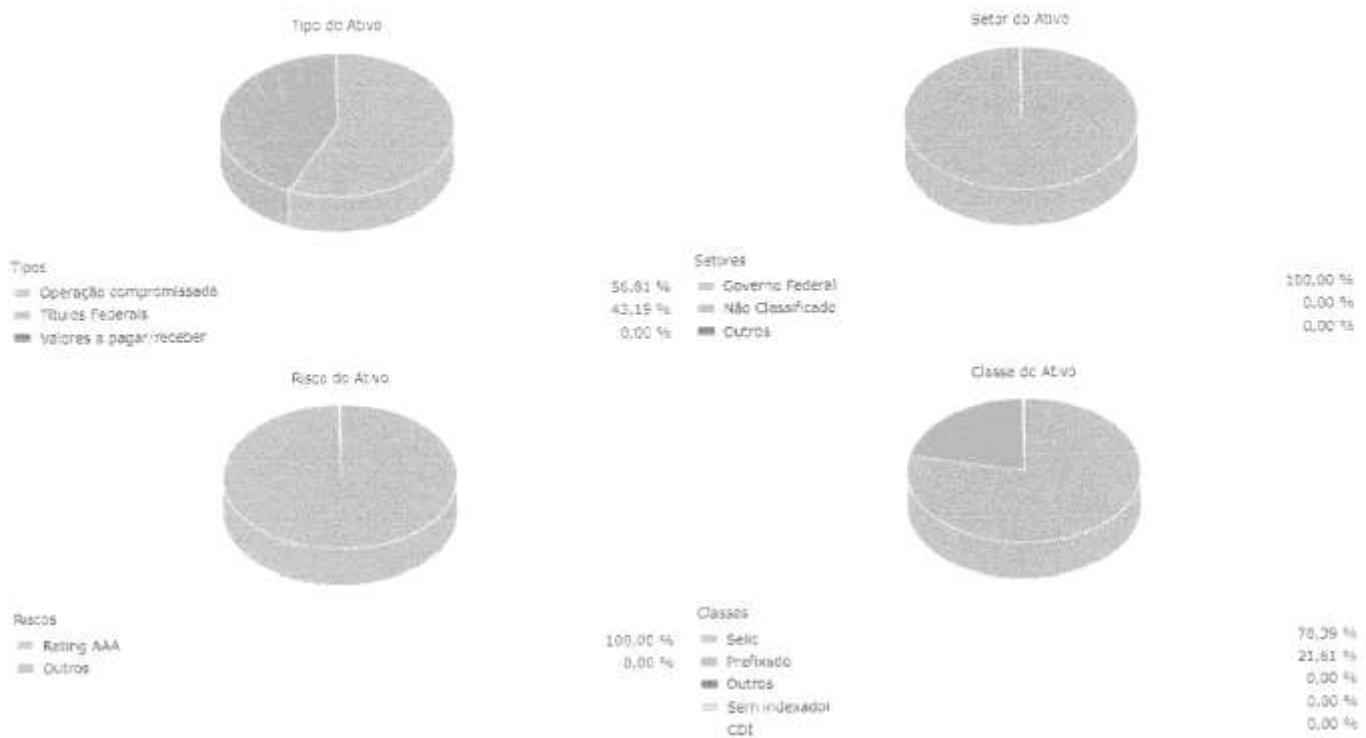 Tipo do Ativo
Tipos
Operação compromissada 56,81 %
Títulos Federais 43,19 %
Valores a pagar/receber 0,00 %
Setor do Ativo
Setores
Governo Federal 100,00 %
Não Classificado 0,00 %
Outros 0,00 %
Risco do Ativo
Riscos
Rating AAA 100,00 %
Outros 0,00 %
Classe do Ativo
Classes
Selic 78,39 %
Prefixado 21,61 %
Outros 0,00 %
Sem indexador 0,00 %
CDI 0,00 %